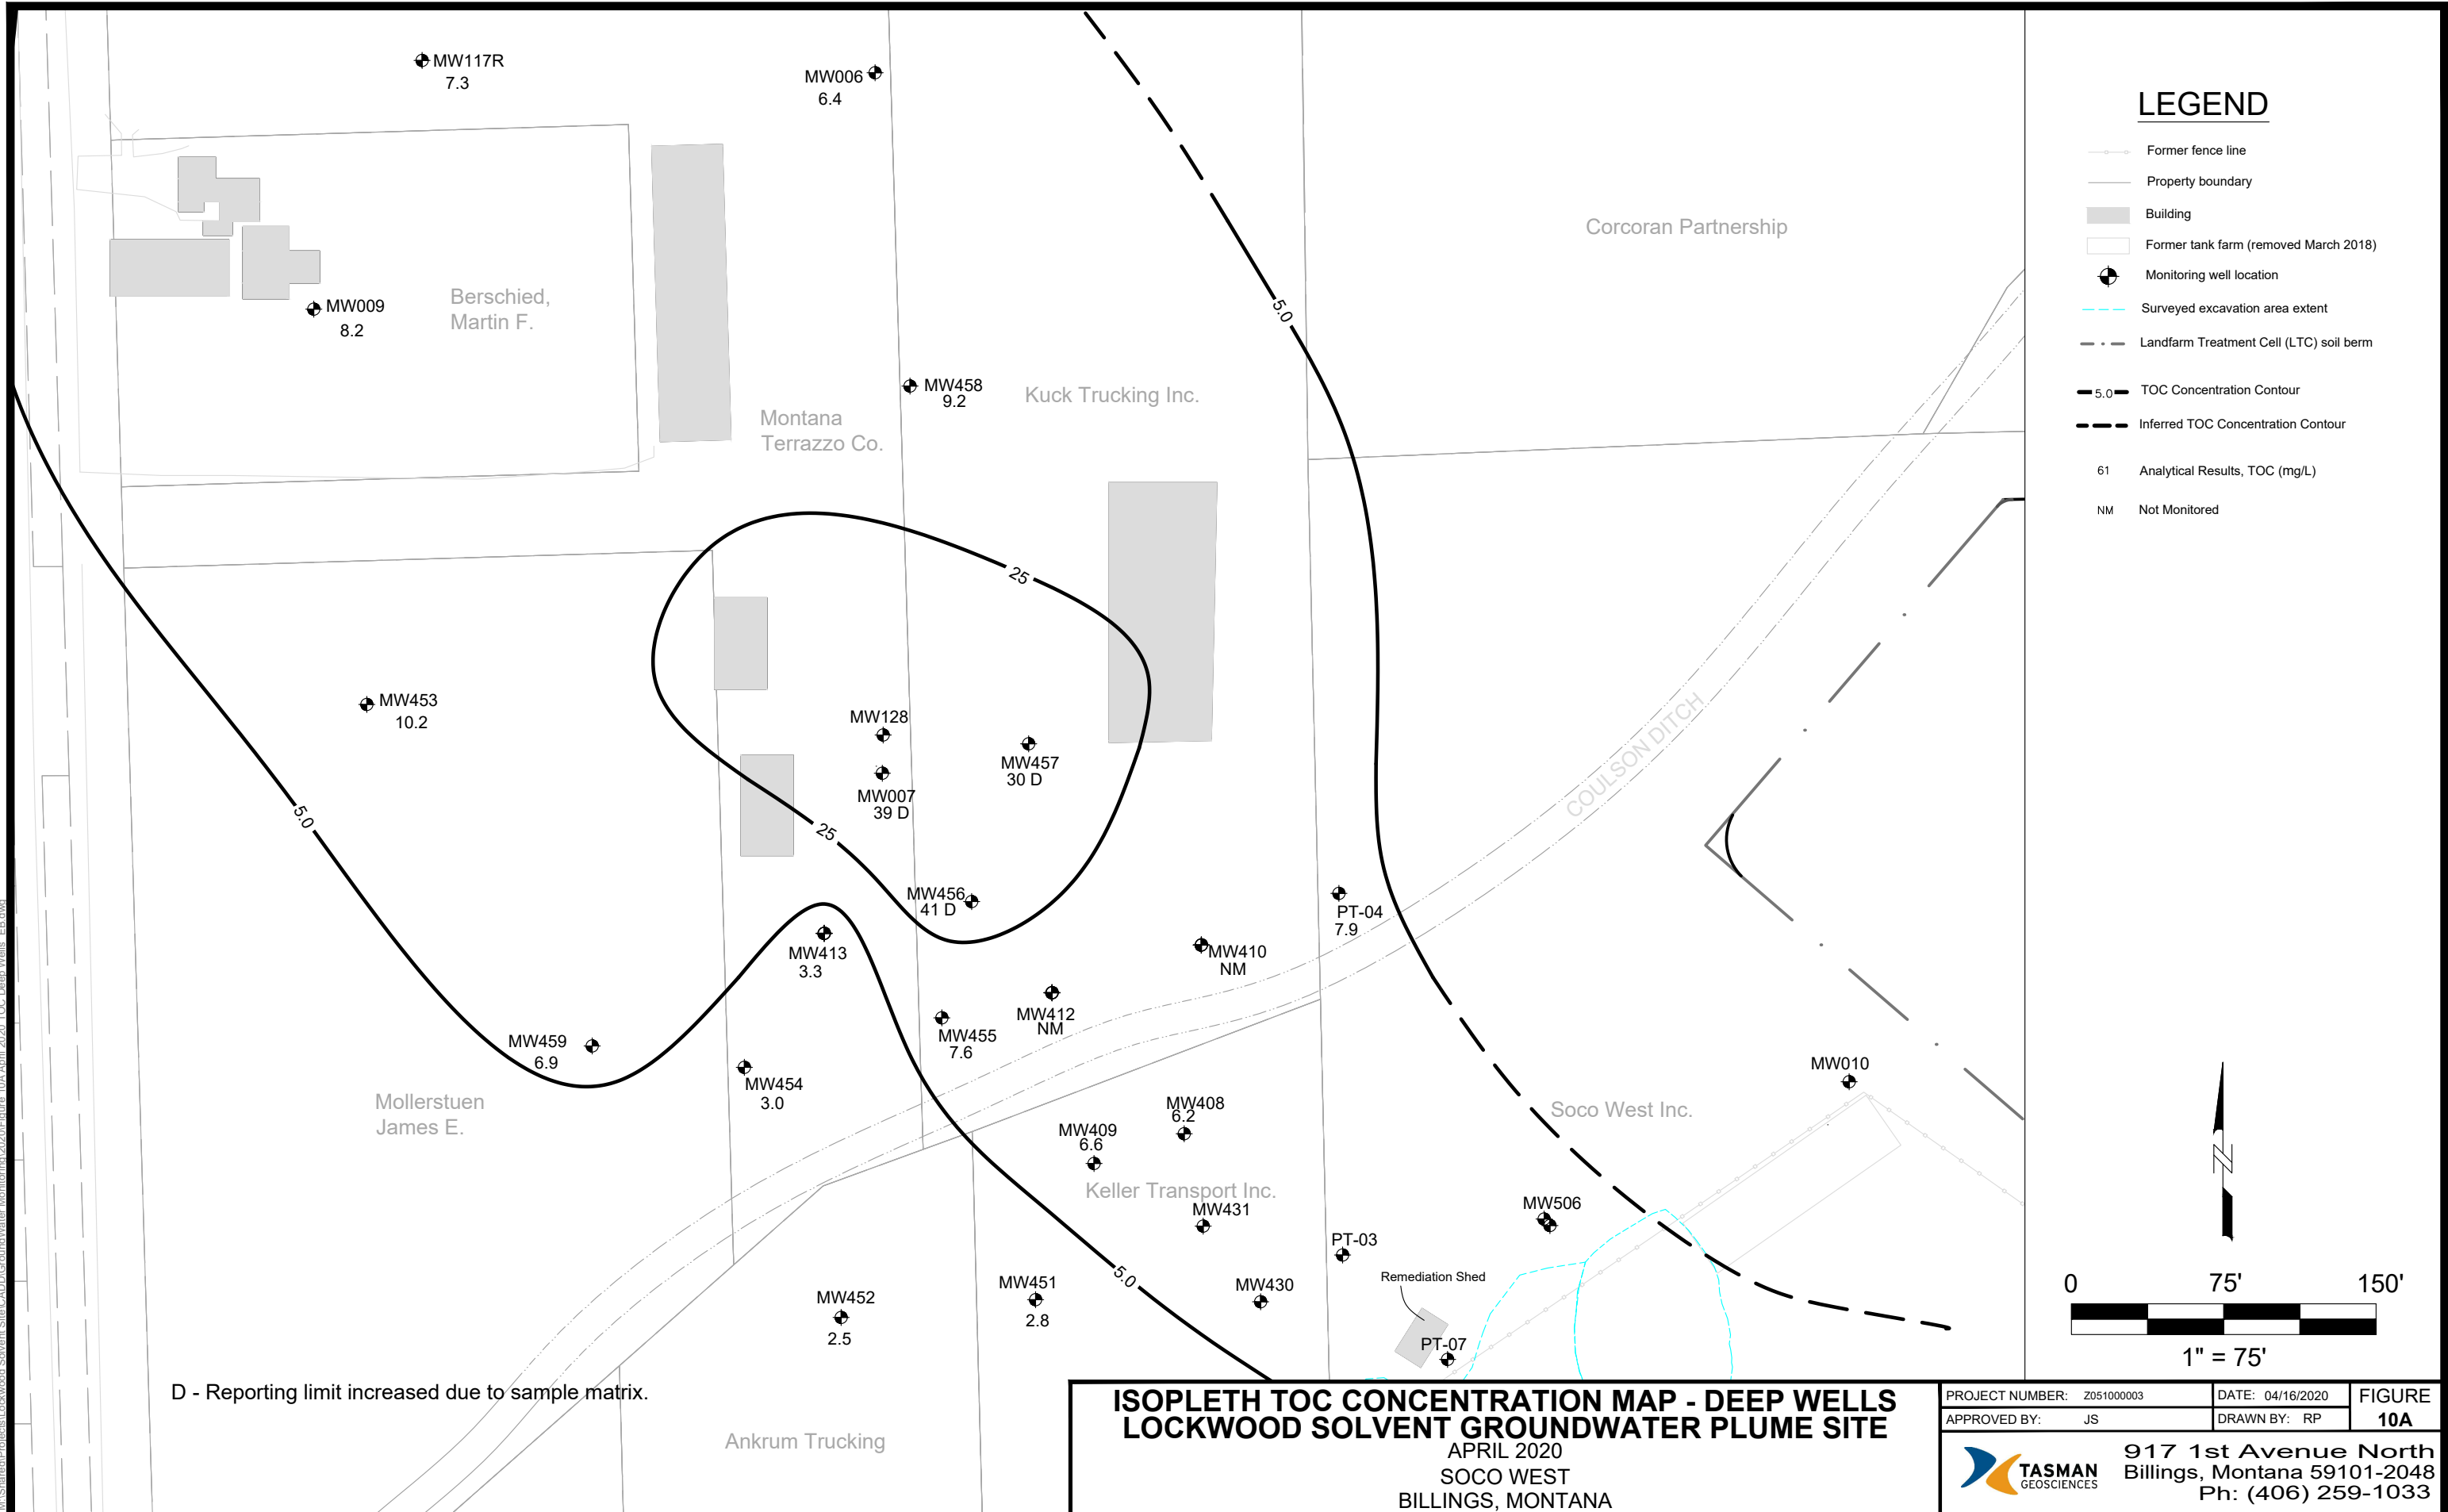 MW117R
7.3
MW006
6.4
MW009
8.2
Berschied,
Martin F.
Corcoran Partnership
5.0
MW458
9.2
Kuck Trucking Inc.
Montana
Terrazzo Co.
25
MW453
10.2
MW128
MW007
39 D
MW457
30 D
COULSON DITCH
5.0
25
MW456
41 D
PT-04
7.9
MW413
3.3
MW410
NM
MW412
NM
MW455
7.6
MW459
6.9
MW454
3.0
Mollerstuen
James E.
MW010
Soco West Inc.
MW408
6.2
MW409
6.6
Keller Transport Inc.
MW431
MW506
PT-03
5.0
MW451
2.8
MW430
Remediation Shed
MW452
2.5
PT-07
D - Reporting limit increased due to sample matrix.
Ankrum Trucking
LEGEND
Former fence line
Property boundary
Building
Former tank farm (removed March 2018)
Monitoring well location
Surveyed excavation area extent
Landfarm Treatment Cell (LTC) soil berm
5.0 TOC Concentration Contour
Inferred TOC Concentration Contour
61 Analytical Results, TOC (mg/L)
NM Not Monitored
N
0 75' 150'
1" = 75'
ISOPLETH TOC CONCENTRATION MAP - DEEP WELLS
LOCKWOOD SOLVENT GROUNDWATER PLUME SITE
APRIL 2020
SOCO WEST
BILLINGS, MONTANA
PROJECT NUMBER: Z051000003
DATE: 04/16/2020
FIGURE
10A
APPROVED BY: JS
DRAWN BY: RP
TASMAN
GEOSCIENCES
917 1st Avenue North
Billings, Montana 59101-2048
Ph: (406) 259-1033